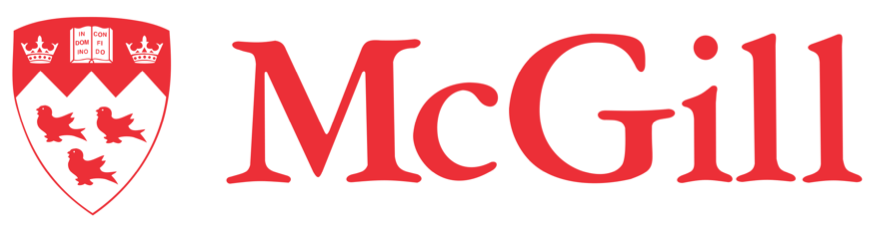 IN
DOM
INO
CON
FI
DO
McGill